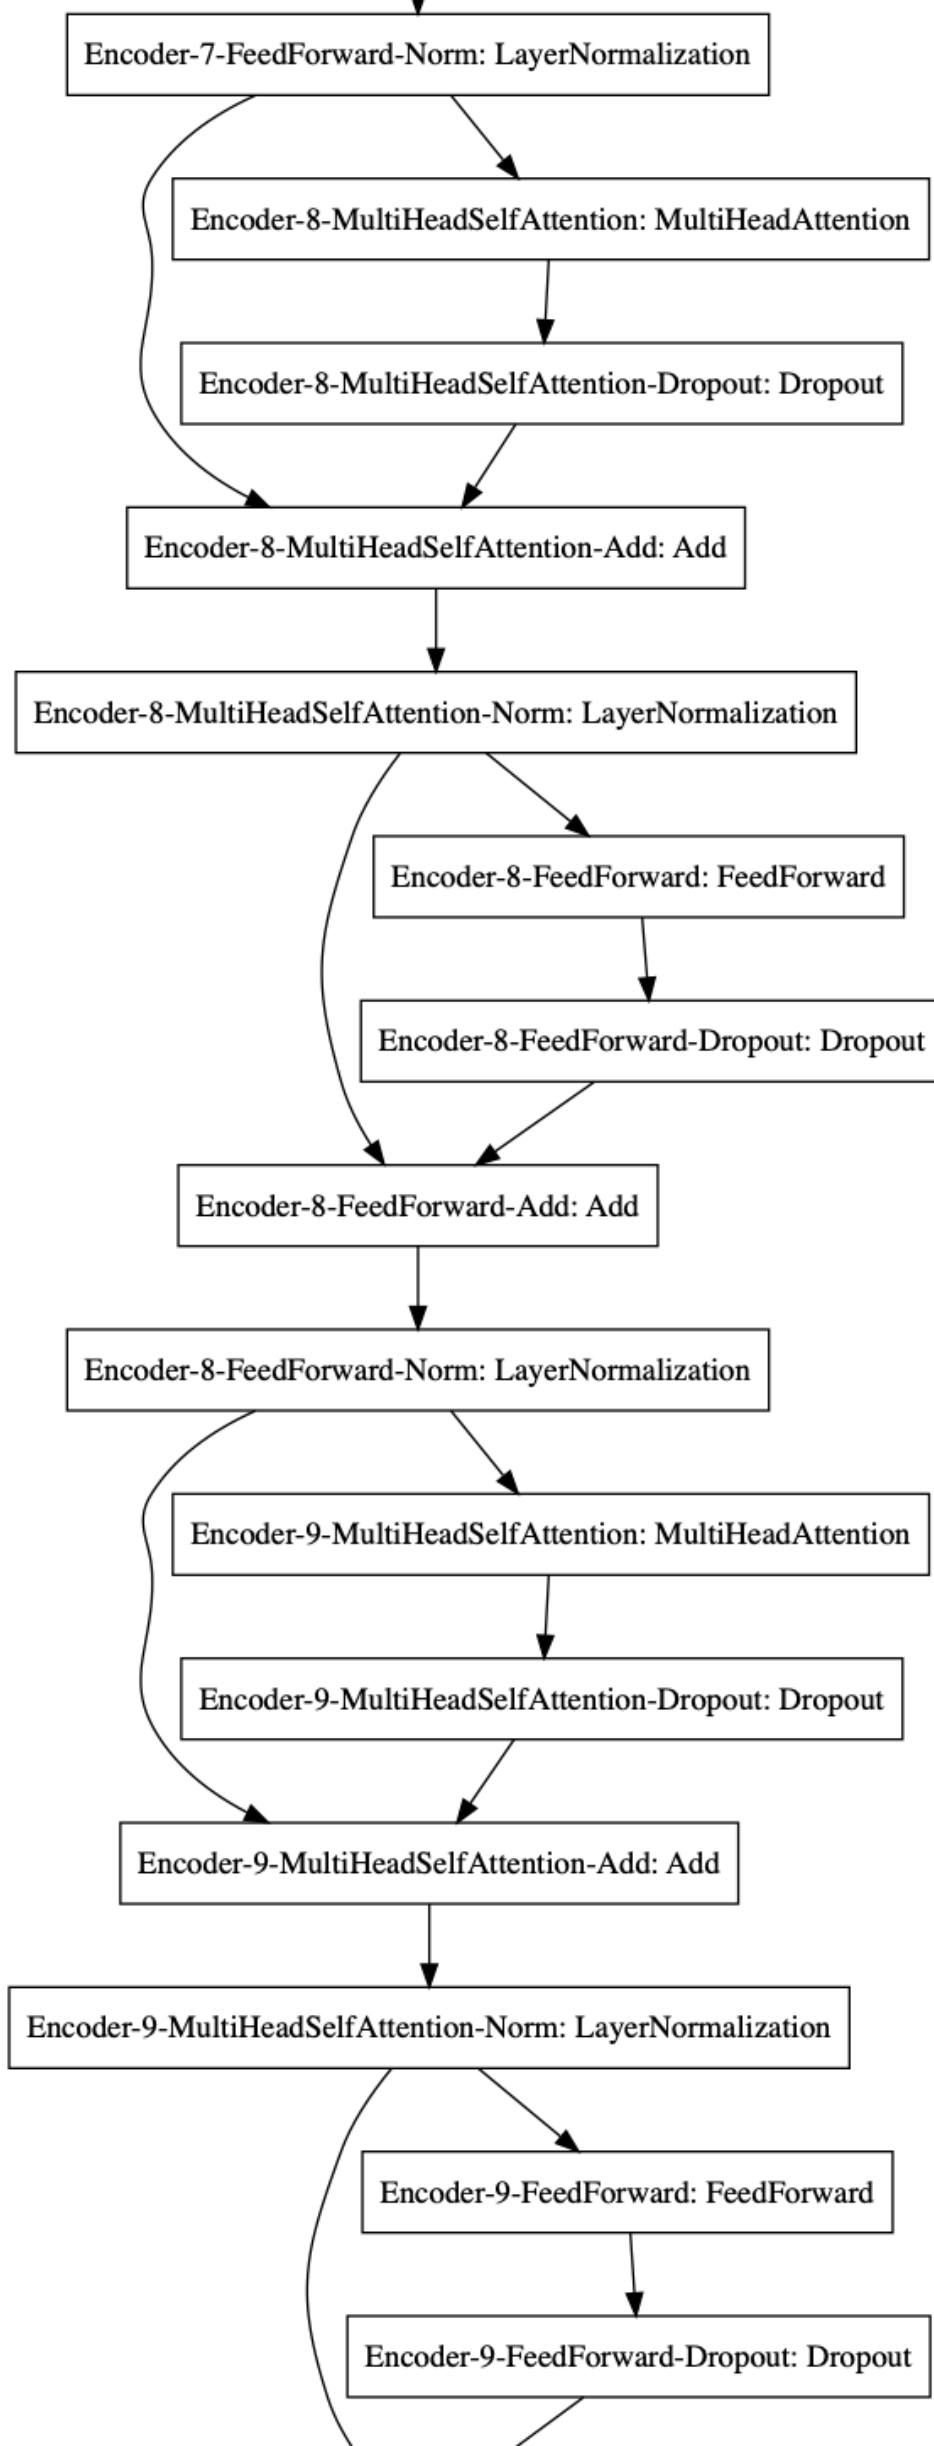 Encoder-7-FeedForward-Norm: LayerNormalization
Encoder-8-MultiHeadSelfAttention: MultiHeadAttention
Encoder-8-MultiHeadSelfAttention-Dropout: Dropout
Encoder-8-MultiHeadSelfAttention-Add: Add
Encoder-8-MultiHeadSelfAttention-Norm: LayerNormalization
Encoder-8-FeedForward: FeedForward
Encoder-8-FeedForward-Dropout: Dropout
Encoder-8-FeedForward-Add: Add
Encoder-8-FeedForward-Norm: LayerNormalization
Encoder-9-MultiHeadSelfAttention: MultiHeadAttention
Encoder-9-MultiHeadSelfAttention-Dropout: Dropout
Encoder-9-MultiHeadSelfAttention-Add: Add
Encoder-9-MultiHeadSelfAttention-Norm: LayerNormalization
Encoder-9-FeedForward: FeedForward
Encoder-9-FeedForward-Dropout: Dropout